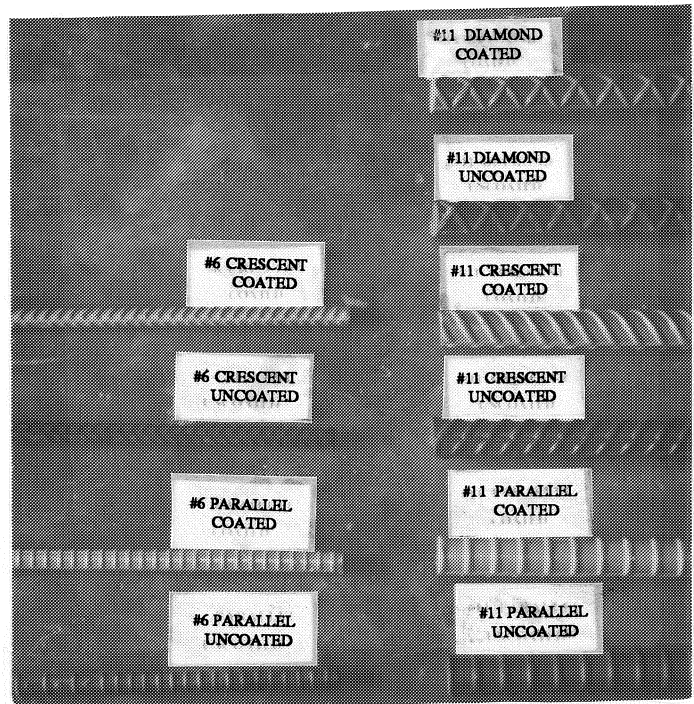 #11 DIAMOND
COATED
#11 DIAMOND
UNCOATED
#6 CRESCENT
COATED
#11 CRESCENT
COATED
#6 CRESCENT
UNCOATED
#11 CRESCENT
UNCOATED
#6 PARALLEL
COATED
#11 PARALLEL
COATED
#6 PARALLEL
UNCOATED
#11 PARALLEL
UNCOATED